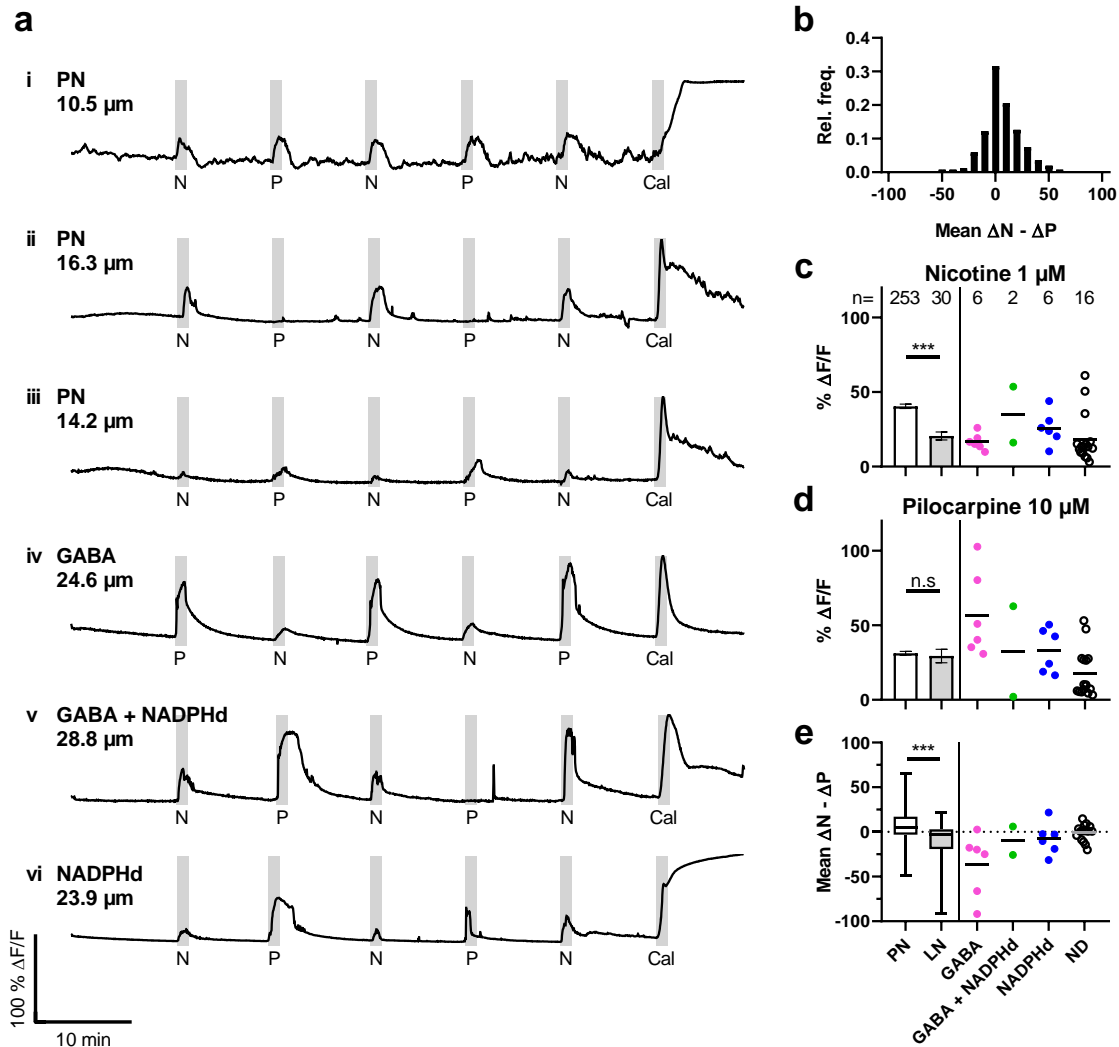 a
i PN
10.5 µm
N P N P N Cal
ii PN
16.3 µm
N P N P N Cal
iii PN
14.2 µm
N P N P N Cal
iv GABA
24.6 µm
P N P N P Cal
v GABA + NADPHd
28.8 µm
N P N P N Cal
vi NADPHd
23.9 µm
N P N P N Cal
100 % ΔF/F
10 min
b
Rel. freq.
0.4
0.3
0.2
0.1
0.0
-100 -50 0 50 100
Mean ΔN - ΔP
c
Nicotine 1 µM
n= 253 30 6 2 6 16
% ΔF/F
100
50
0
***
d
Pilocarpine 10 µM
% ΔF/F
100
50
0
n.s
e
Mean ΔN - ΔP
100
50
0
-50
-100
***
PN
LN
GABA
GABA + NADPHd
NADPHd
ND